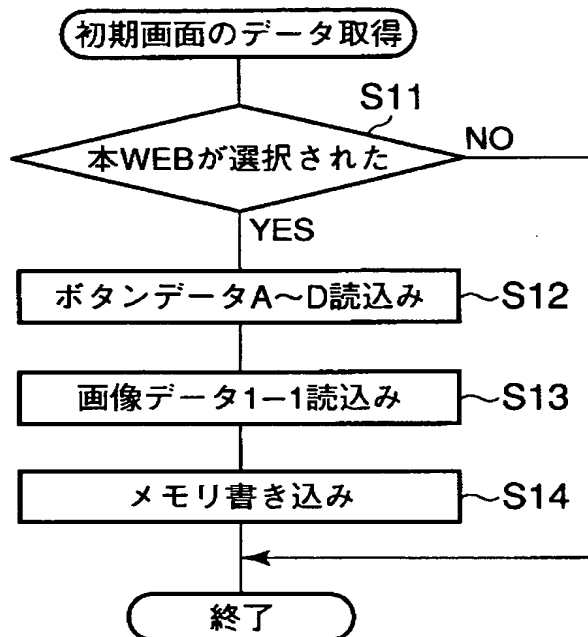 初期画面のデータ取得
S11
本WEBが選択された
NO
YES
ボタンデータA～D読込み
S12
画像データ1−1読込み
S13
メモリ書き込み
S14
終了